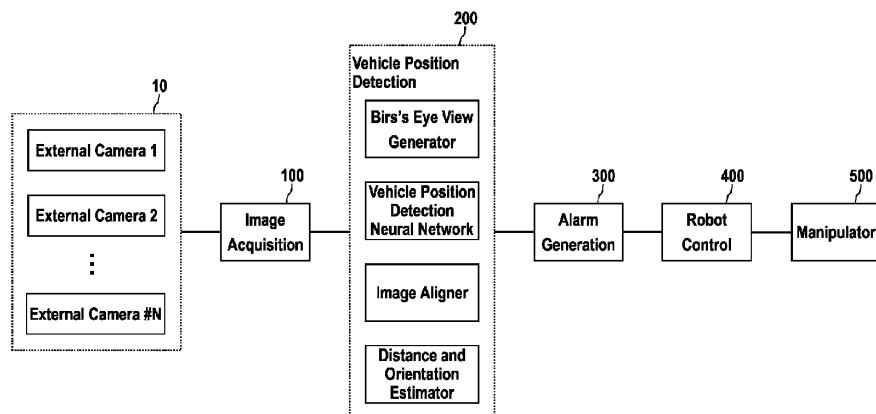 200
Vehicle Position
Detection
10
Birs's Eye View
Generator
External Camera 1
100
300
400
500
External Camera 2
Image
Acquisition
Vehicle Position
Detection
Neural Network
Alarm
Generation
Robot
Control
Manipulator
External Camera #N
Image Aligner
Distance and
Orientation
Estimator